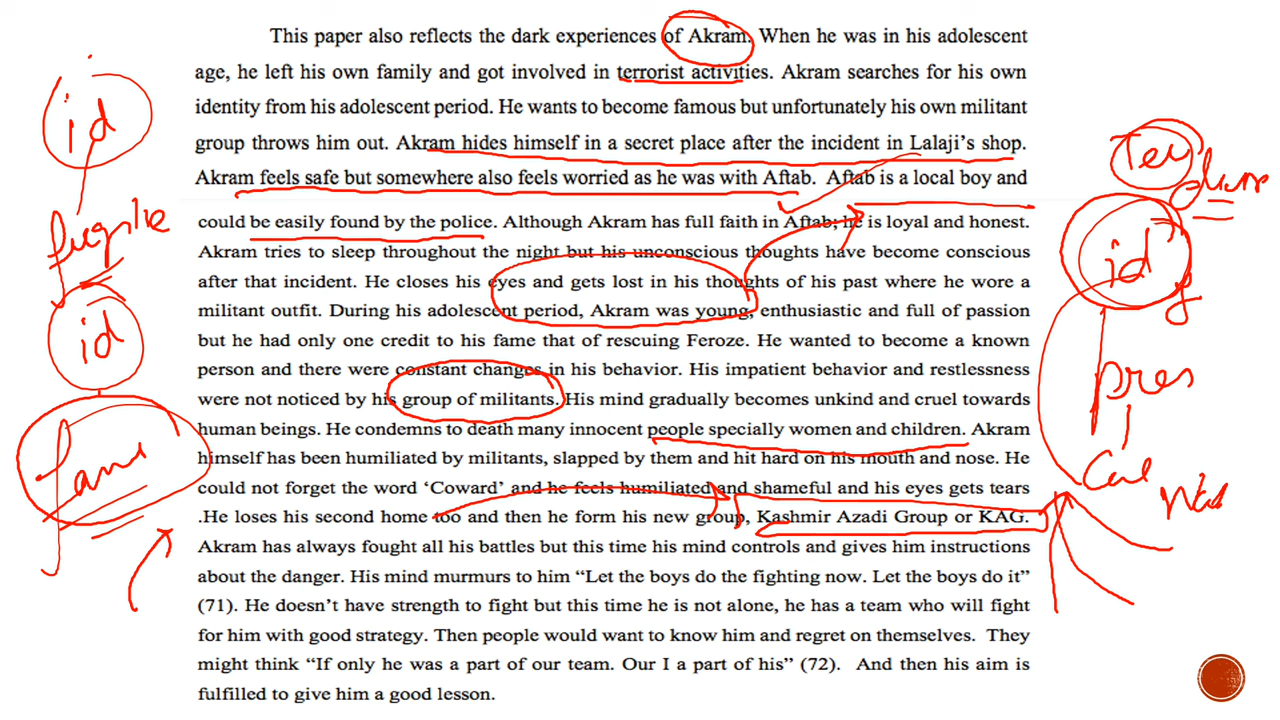 This paper also reflects the dark experiences of Akram. When he was in his adolescent
age, he left his own family and got involved in terrorist activities. Akram searches for his own
identity from his adolescent period. He wants to become famous but unfortunately his own militant
group throws him out. Akram hides himself in a secret place after the incident in Lalaji's shop.
Akram feels safe but somewhere also feels worried as he was with Aftab. Aftab is a local boy and
could be easily found by the police. Although Akram has full faith in Aftab; he is loyal and honest.
Akram tries to sleep throughout the night but his unconscious thoughts have become conscious
after that incident. He closes his eyes and gets lost in his thoughts of his past where he wore a
militant outfit. During his adolescent period, Akram was young, enthusiastic and full of passion
but he had only one credit to his fame that of rescuing Feroze. He wanted to become a known
person and there were constant changes in his behavior. His impatient behavior and restlessness
were not noticed by his group of militants. His mind gradually becomes unkind and cruel towards
human beings. He condemns to death many innocent people specially women and children. Akram
himself has been humiliated by militants, slapped by them and hit hard on his mouth and nose. He
could not forget the word 'Coward' and he feels humiliated and shameful and his eyes gets tears
.He loses his second home too and then he form his new group, Kashmir Azadi Group or KAG.
Akram has always fought all his battles but this time his mind controls and gives him instructions
about the danger. His mind murmurs to him "Let the boys do the fighting now. Let the boys do it"
(71). He doesn't have strength to fight but this time he is not alone, he has a team who will fight
for him with good strategy. Then people would want to know him and regret on themselves. They
might think "If only he was a part of our team. Our I a part of his" (72). And then his aim is
fulfilled to give him a good lesson.
id
id
id
pres